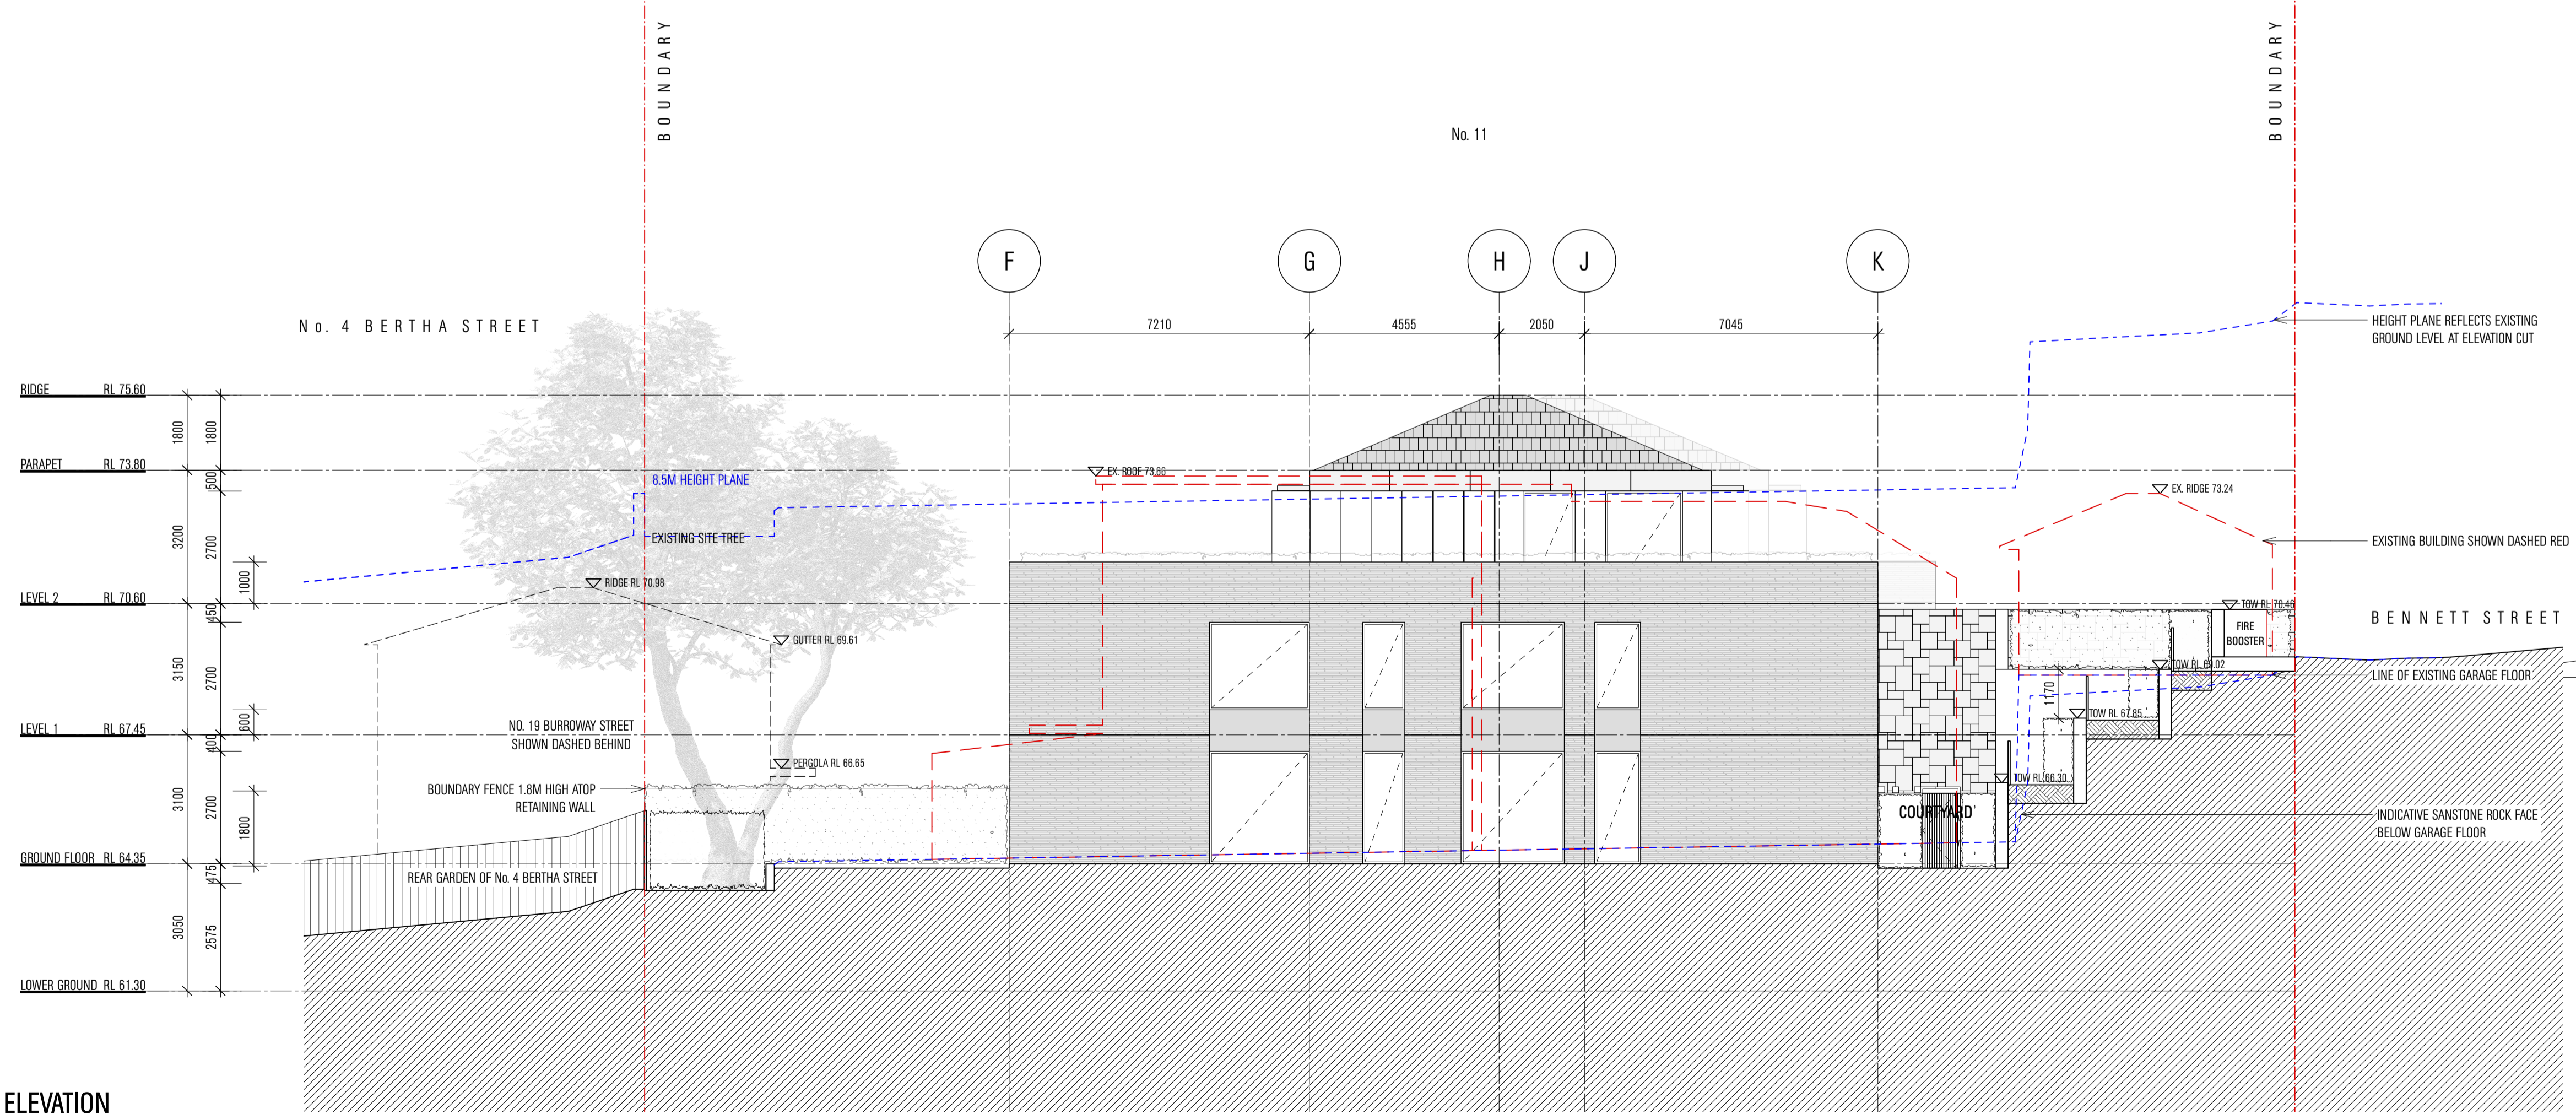 BOUNDARY
BOUNDARY
No. 11
F
G
H
J
K
No. 4 BERTHA STREET
7210
4555
2050
7045
HEIGHT PLANE REFLECTS EXISTING
GROUND LEVEL AT ELEVATION CUT
RIDGE RL 75.60
1800
1800
PARAPET RL 73.80
EX. ROOF 73.66
8.5M HEIGHT PLANE
500
EX. RIDGE 73.24
3200
2700
EXISTING SITE TREE
EXISTING BUILDING SHOWN DASHED RED
1000
RIDGE RL 70.98
LEVEL 2 RL 70.60
450
TOW RL 70.46
BENNETT STREET
FIRE
BOOSTER
GUTTER RL 69.61
3150
2700
TOW RL 69.02
LINE OF EXISTING GARAGE FLOOR
1170
600
TOW RL 67.85
NO. 19 BURROWAY STREET
SHOWN DASHED BEHIND
LEVEL 1 RL 67.45
400
PERGOLA RL 66.65
TOW RL 66.30
BOUNDARY FENCE 1.8M HIGH ATOP
RETAINING WALL
3100
2700
1800
COURTYARD
INDICATIVE SANSTONE ROCK FACE
BELOW GARAGE FLOOR
GROUND FLOOR RL 64.35
475
REAR GARDEN OF No. 4 BERTHA STREET
3050
2575
LOWER GROUND RL 61.30
ELEVATION